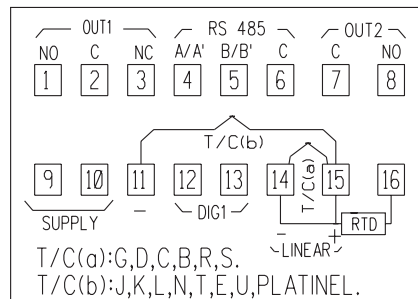 OUT1 RS 485 OUT2
NO C NC A/A' B/B' C C NO
1 2 3 4 5 6 7 8
T/C(b)
T/C(a)
9 10 11 12 13 14 15 16
SUPPLY - DIG1 - + RTD
LINEAR
T/C(a):G,D,C,B,R,S.
T/C(b):J,K,L,N,T,E,U,PLATINEL.